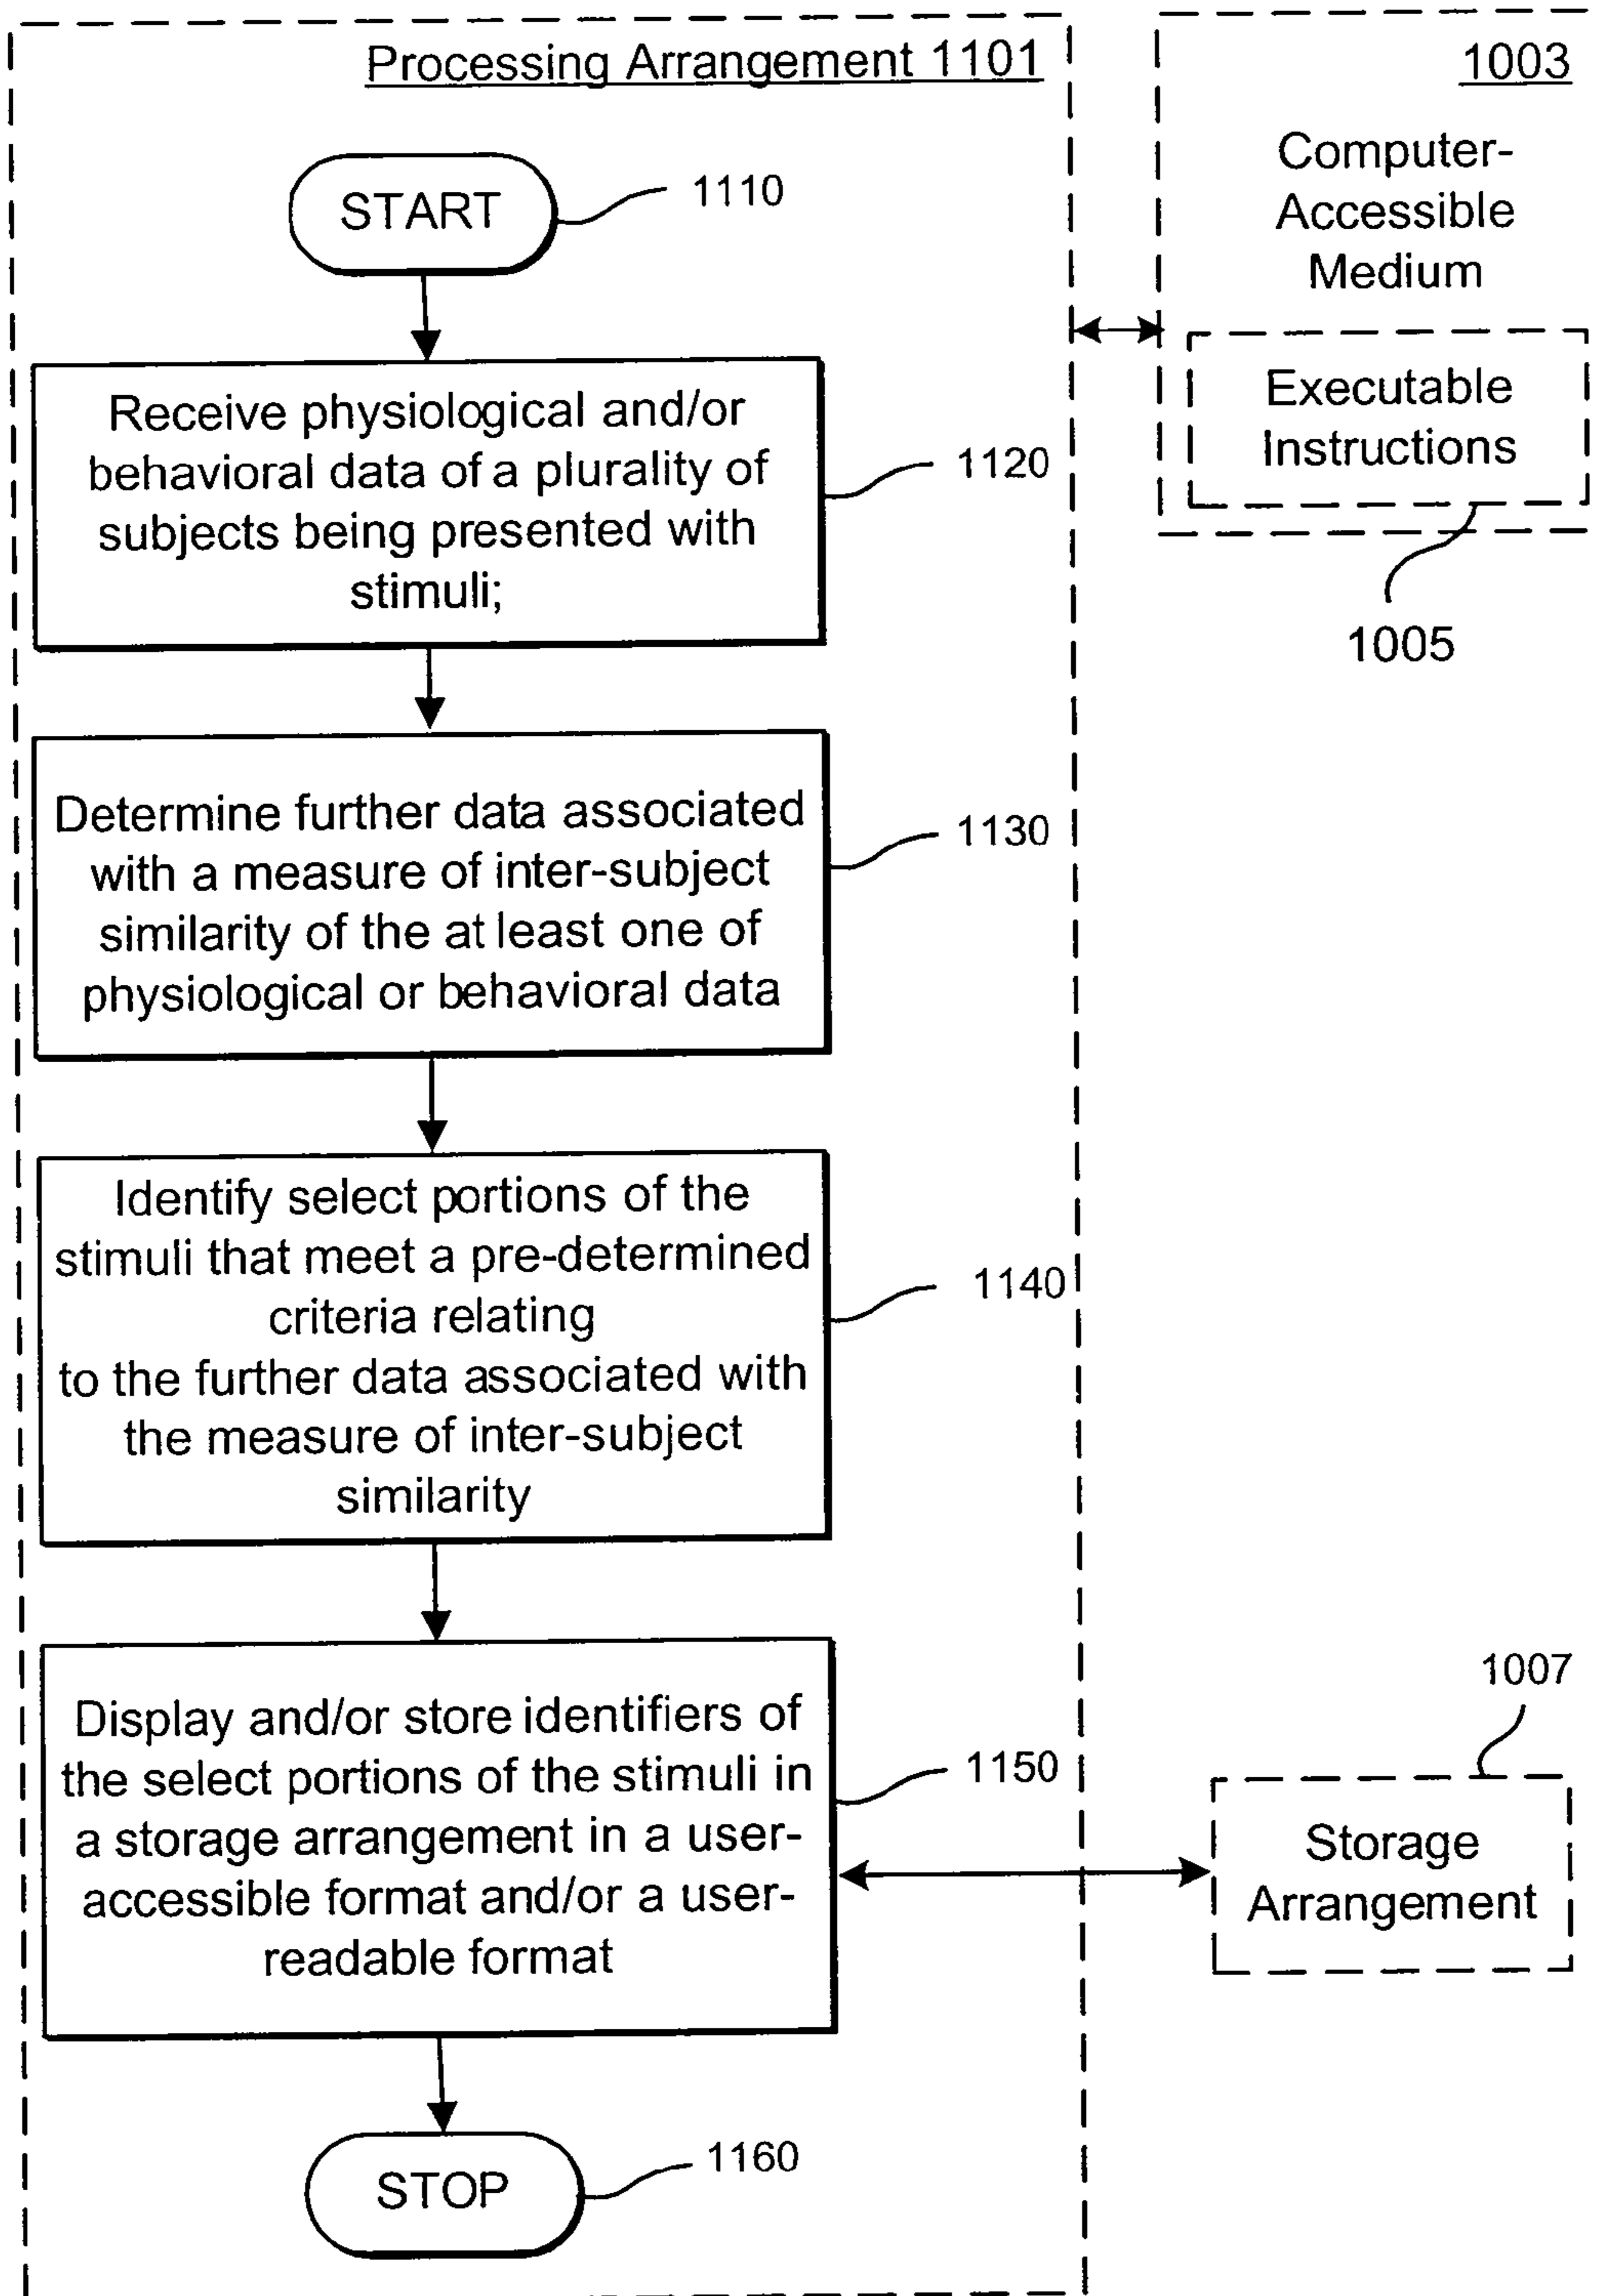 Processing Arrangement 1101
START
1110
Receive physiological and/or
behavioral data of a plurality of
subjects being presented with
stimuli;
1120
Determine further data associated
with a measure of inter-subject
similarity of the at least one of
physiological or behavioral data
1130
Identify select portions of the
stimuli that meet a pre-determined
criteria relating
to the further data associated with
the measure of inter-subject
similarity
1140
Display and/or store identifiers of
the select portions of the stimuli in
a storage arrangement in a user-
accessible format and/or a user-
readable format
1150
STOP
1160
1003
Computer-
Accessible
Medium
Executable
Instructions
1005
1007
Storage
Arrangement